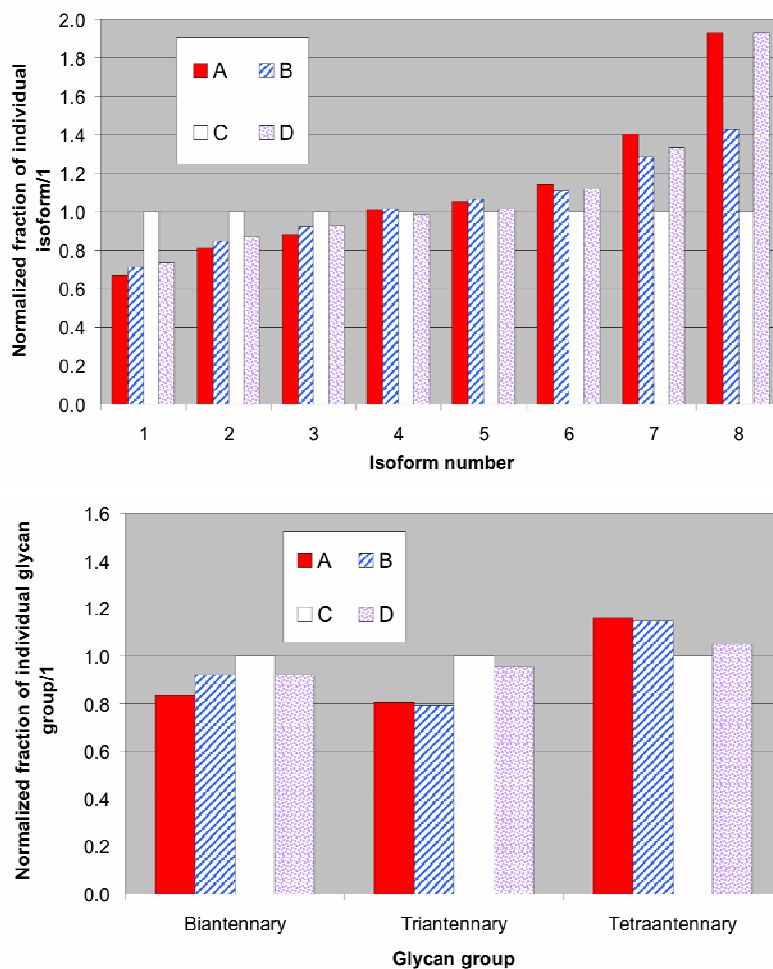 Normalized fraction of individual
isoform/1
2.0
1.8
1.6
1.4
1.2
1.0
0.8
0.6
0.4
0.2
0.0
A B
C D
1 2 3 4 5 6 7 8
Isoform number
Normalized fraction of individual glycan
group/1
1.6
1.4
1.2
1.0
0.8
0.6
0.4
0.2
0.0
A B
C D
Biantennary Triantennary Tetraantennary
Glycan group